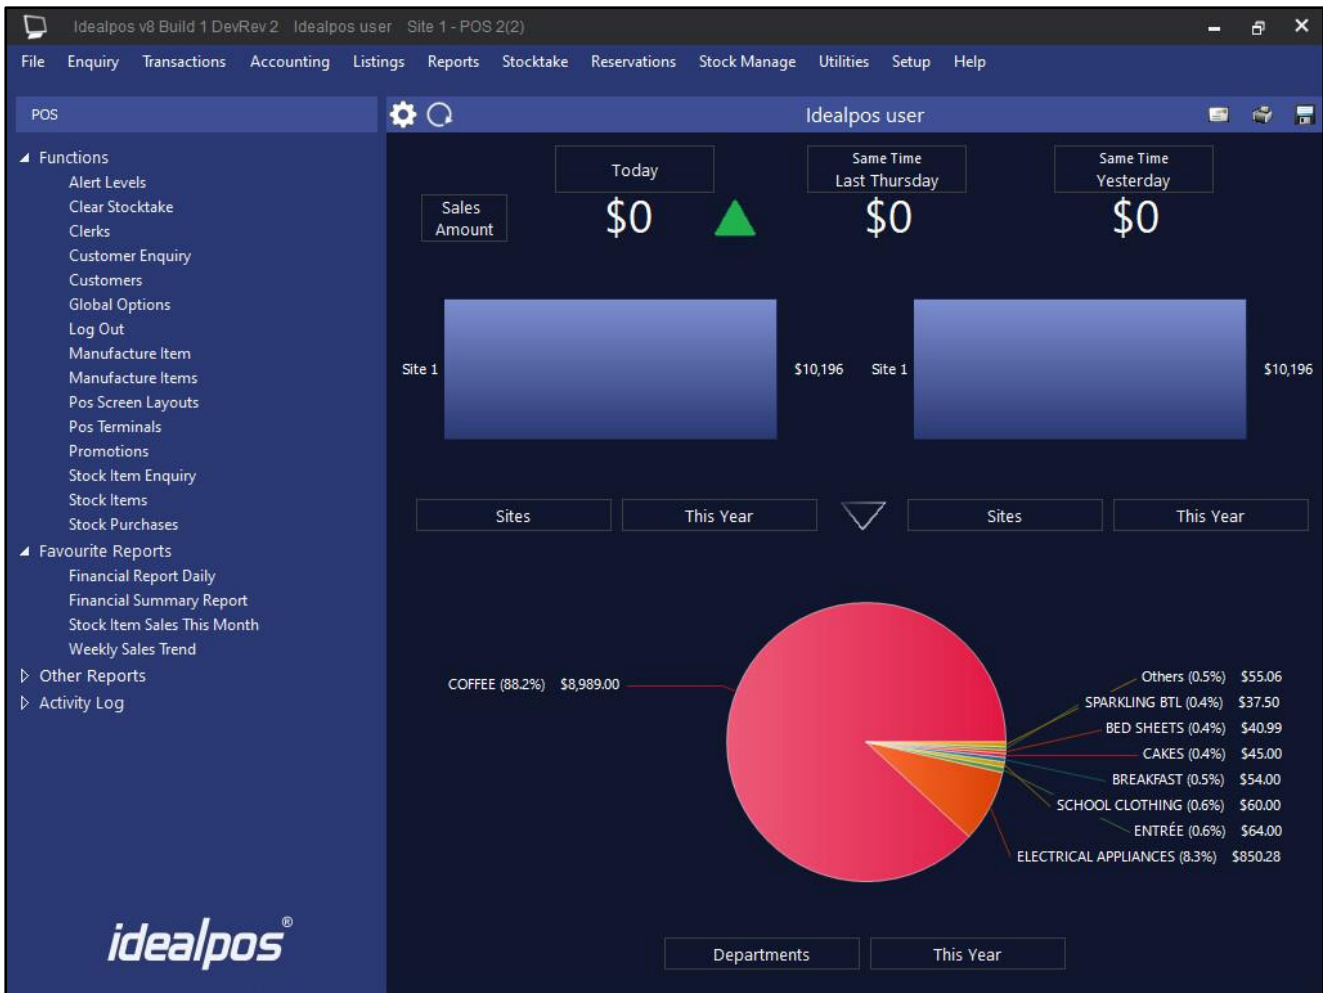 Idealpos v8 Build 1 DevRev 2 Idealpos user Site 1 - POS 2(2)
File Enquiry Transactions Accounting Listings Reports Stocktake Reservations Stock Manage Utilities Setup Help
POS
Functions
Alert Levels
Clear Stocktake
Clerks
Customer Enquiry
Customers
Global Options
Log Out
Manufacture Item
Manufacture Items
Pos Screen Layouts
Pos Terminals
Promotions
Stock Item Enquiry
Stock Items
Stock Purchases
Favourite Reports
Financial Report Daily
Financial Summary Report
Stock Item Sales This Month
Weekly Sales Trend
Other Reports
Activity Log
idealpos®
Idealpos user
Today
Same Time
Last Thursday
Same Time
Yesterday
Sales
Amount
$0
$0
$0
Site 1 $10,196
Site 1 $10,196
Sites This Year
Sites This Year
COFFEE (88.2%) $8,989.00
Others (0.5%) $55.06
SPARKLING BTL (0.4%) $37.50
BED SHEETS (0.4%) $40.99
CAKES (0.4%) $45.00
BREAKFAST (0.5%) $54.00
SCHOOL CLOTHING (0.6%) $60.00
ENTRÉE (0.6%) $64.00
ELECTRICAL APPLIANCES (8.3%) $850.28
Departments This Year